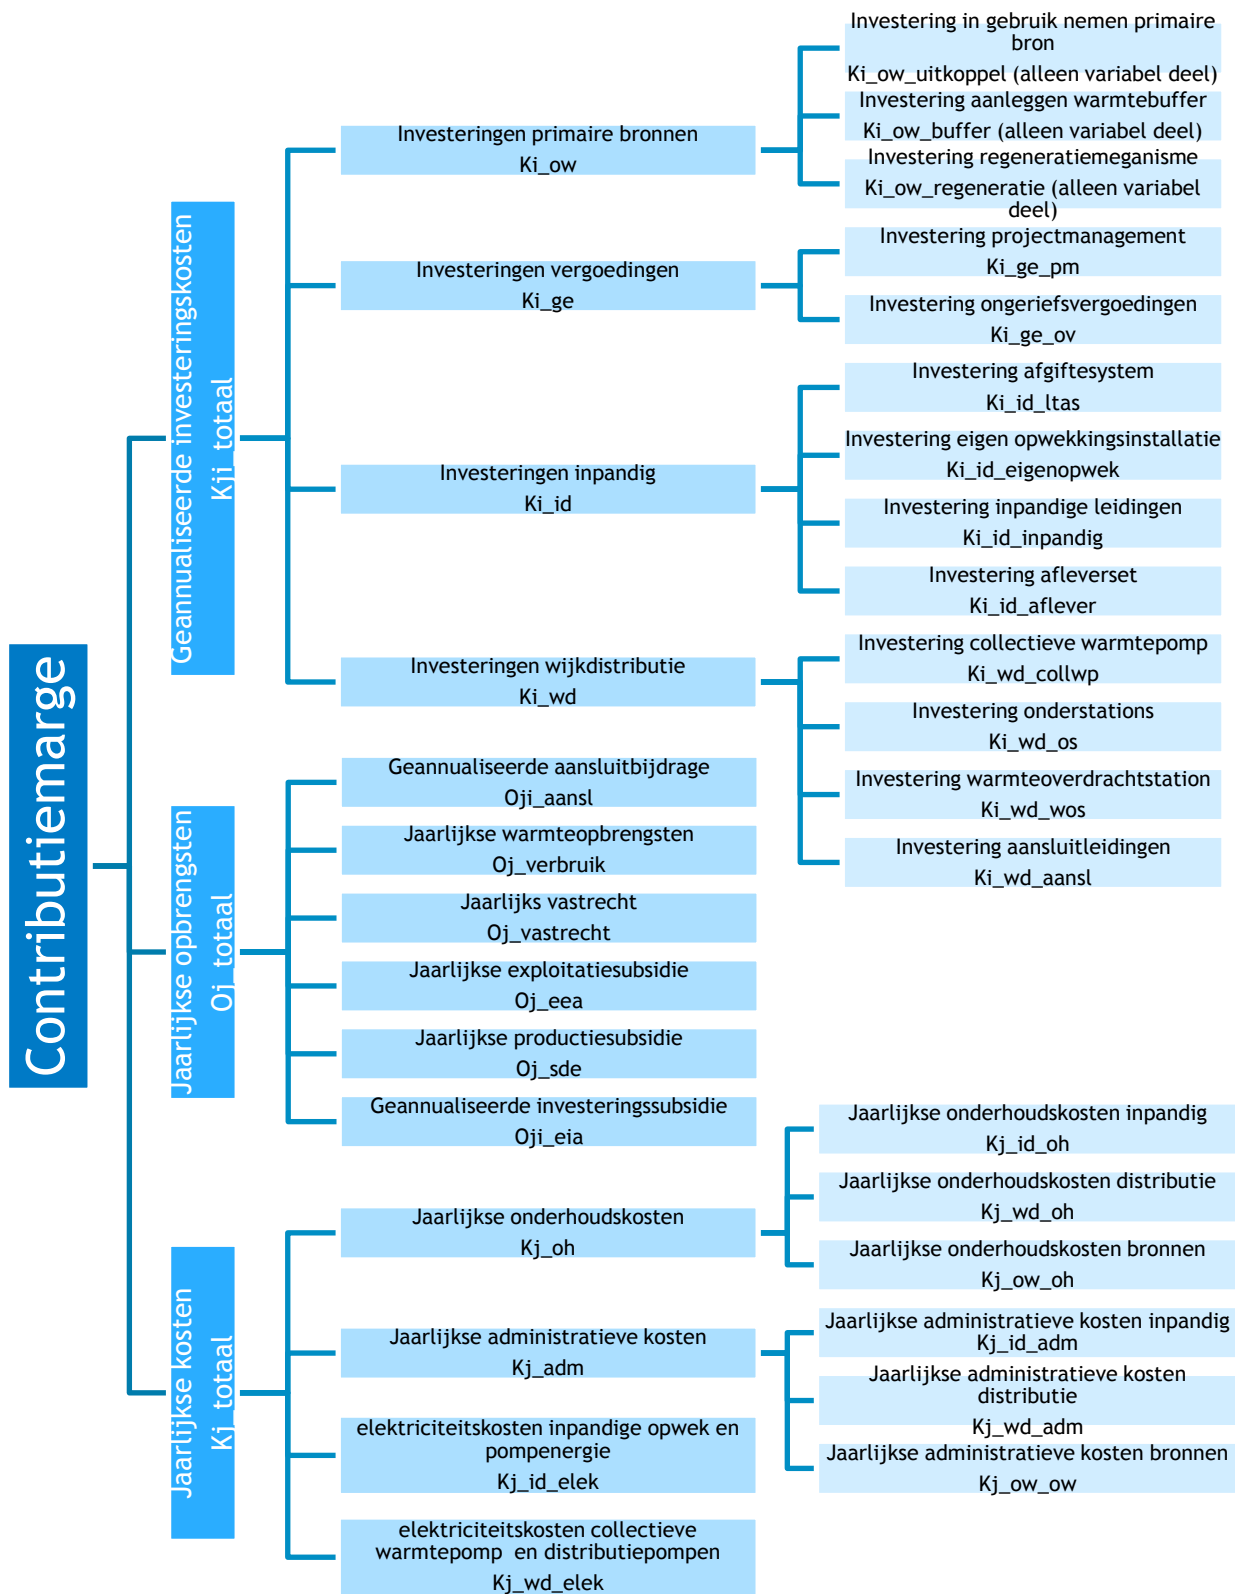 Contributiemarge
Geannualiseerde investeringskosten
Kji_totaal
Investeringen primaire bronnen
Ki_ow
Investering in gebruik nemen primaire
bron
Ki_ow_uitkoppel (alleen variabel deel)
Investering aanleggen warmtebuffer
Ki_ow_buffer (alleen variabel deel)
Investering regeneratiemeganisme
Ki_ow_regeneratie (alleen variabel
deel)
Investeringen vergoedingen
Ki_ge
Investering projectmanagement
Ki_ge_pm
Investering ongeriefsvergoedingen
Ki_ge_ov
Investeringen inpandig
Ki_id
Investering afgiftesystem
Ki_id_ltas
Investering eigen opwekkingsinstallatie
Ki_id_eigenopwek
Investering inpandige leidingen
Ki_id_inpandig
Investering afleverset
Ki_id_aflever
Investeringen wijkdistributie
Ki_wd
Investering collectieve warmtepomp
Ki_wd_collwp
Investering onderstations
Ki_wd_os
Investering warmteoverdrachtstation
Ki_wd_wos
Investering aansluitleidingen
Ki_wd_aansl
Jaarlijkse opbrengsten
Oj_totaal
Geannualiseerde aansluitbijdrage
Oji_aansl
Jaarlijkse warmteopbrengsten
Oj_verbruik
Jaarlijks vastrecht
Oj_vastrecht
Jaarlijkse exploitatiesubsidie
Oj_eea
Jaarlijkse productiesubsidie
Oj_sde
Geannualiseerde investeringssubsidie
Oji_eia
Jaarlijkse kosten
Kj_totaal
Jaarlijkse onderhoudskosten
Kj_oh
Jaarlijkse onderhoudskosten inpandig
Kj_id_oh
Jaarlijkse onderhoudskosten distributie
Kj_wd_oh
Jaarlijkse onderhoudskosten bronnen
Kj_ow_oh
Jaarlijkse administratieve kosten
Kj_adm
Jaarlijkse administratieve kosten inpandig
Kj_id_adm
Jaarlijkse administratieve kosten
distributie
Kj_wd_adm
Jaarlijkse administratieve kosten bronnen
Kj_ow_ow
elektriciteitskosten inpandige opwek en
pompenergie
Kj_id_elek
elektriciteitskosten collectieve
warmtepomp en distributiepompen
Kj_wd_elek